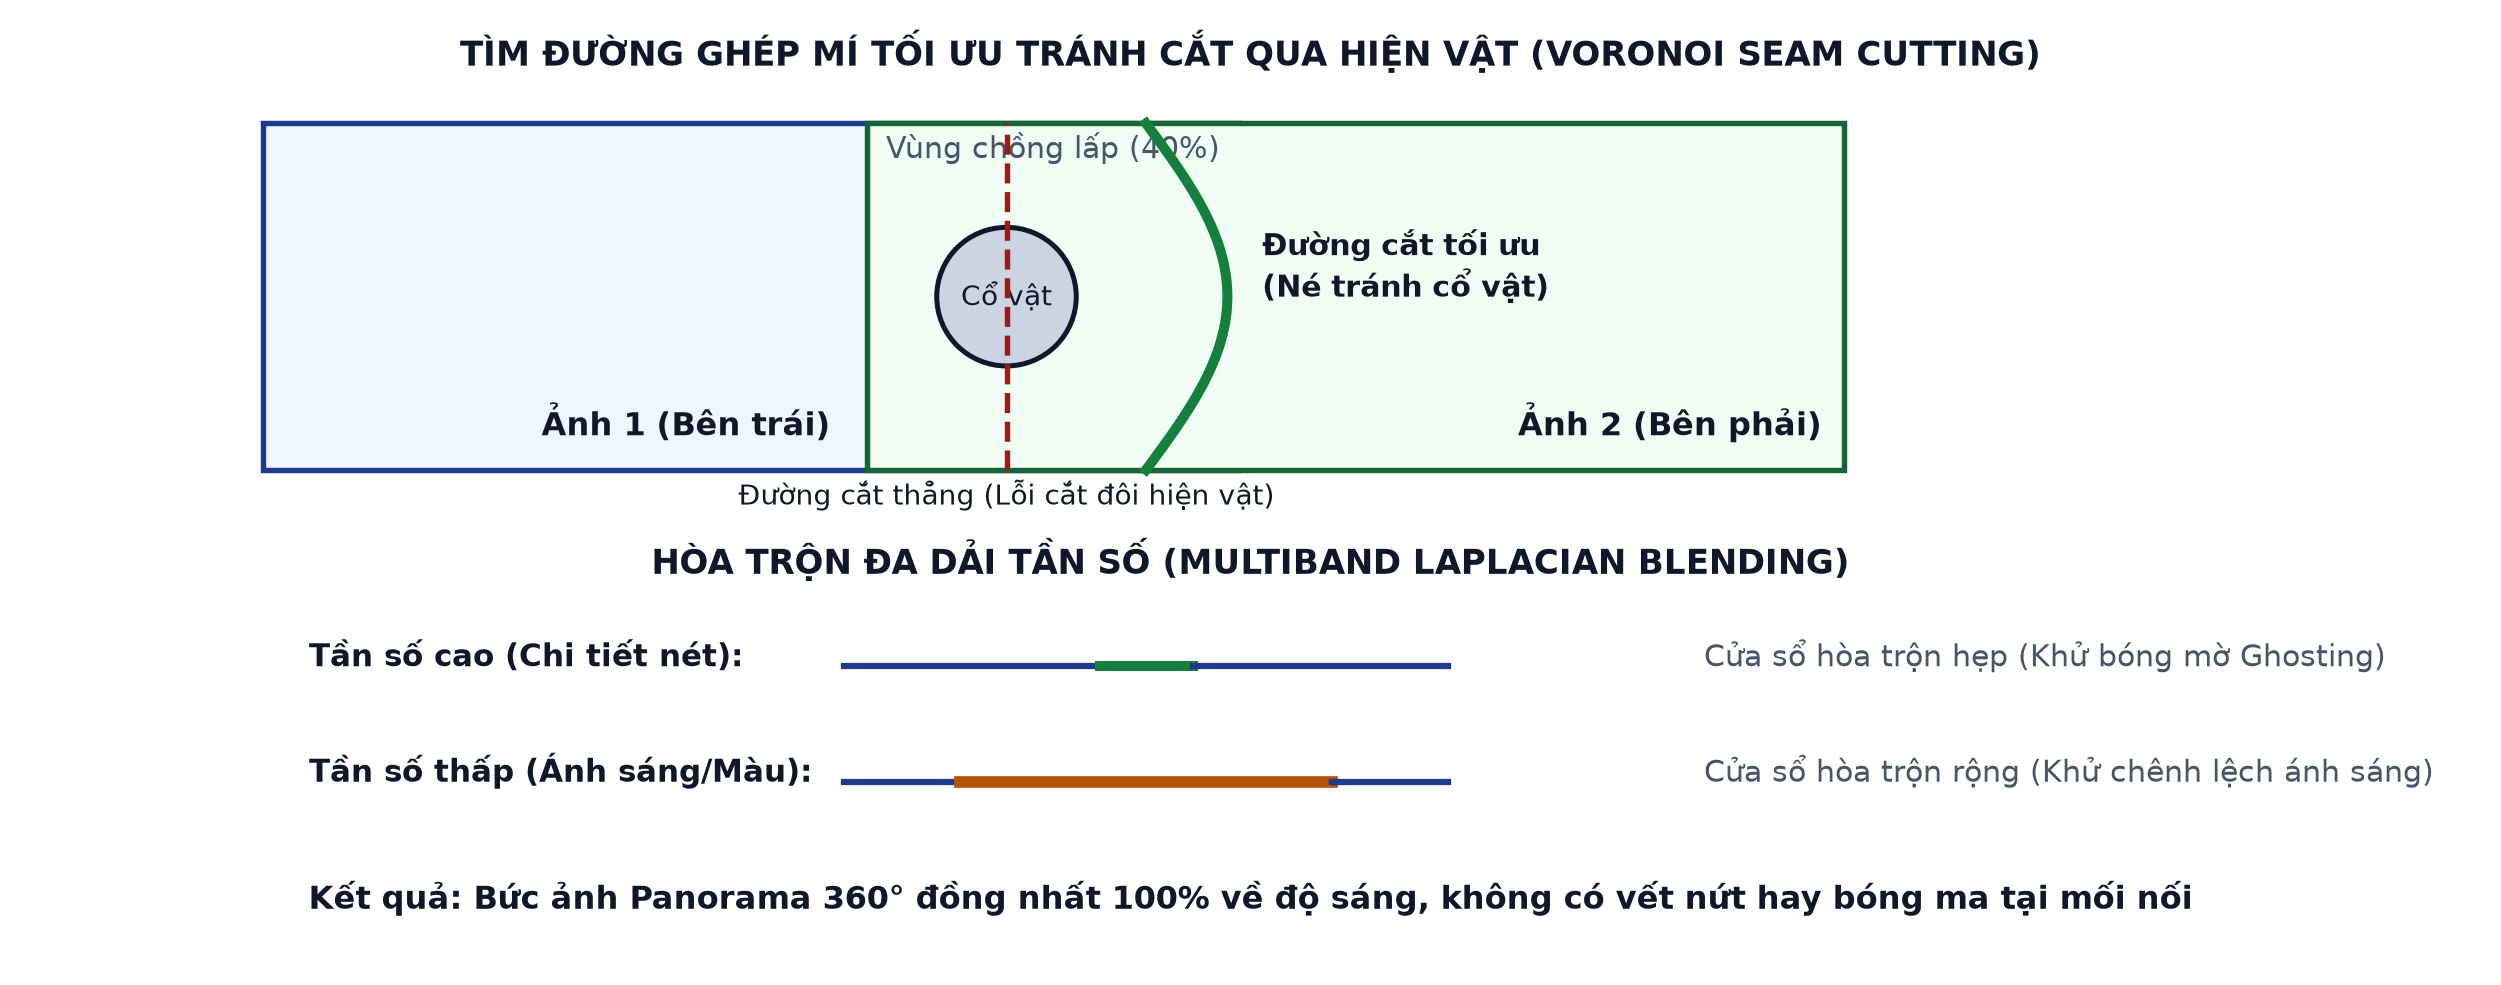 TÌM ĐƯỜNG GHÉP MÍ TỐI ƯU TRÁNH CẮT QUA HIỆN VẬT (VORONOI SEAM CUTTING)
Vùng chồng lấp (40%)
Đường cắt tối ưu
(Né tránh cổ vật)
Cổ vật
Ảnh 1 (Bên trái)
Ảnh 2 (Bên phải)
Đường cắt thẳng (Lỗi cắt đôi hiện vật)
HÒA TRỘN ĐA DẢI TẦN SỐ (MULTIBAND LAPLACIAN BLENDING)
Tần số cao (Chi tiết nét):
Cửa sổ hòa trộn hẹp (Khử bóng mờ Ghosting)
Tần số thấp (Ánh sáng/Màu):
Cửa sổ hòa trộn rộng (Khử chênh lệch ánh sáng)
Kết quả: Bức ảnh Panorama 360° đồng nhất 100% về độ sáng, không có vết nứt hay bóng ma tại mối nối